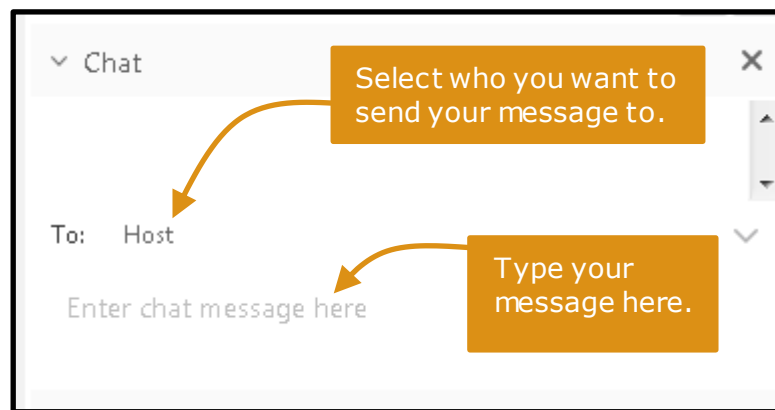 Chat
Select who you want to
send your message to.
To: Host
Type your
message here.
Enter chat message here